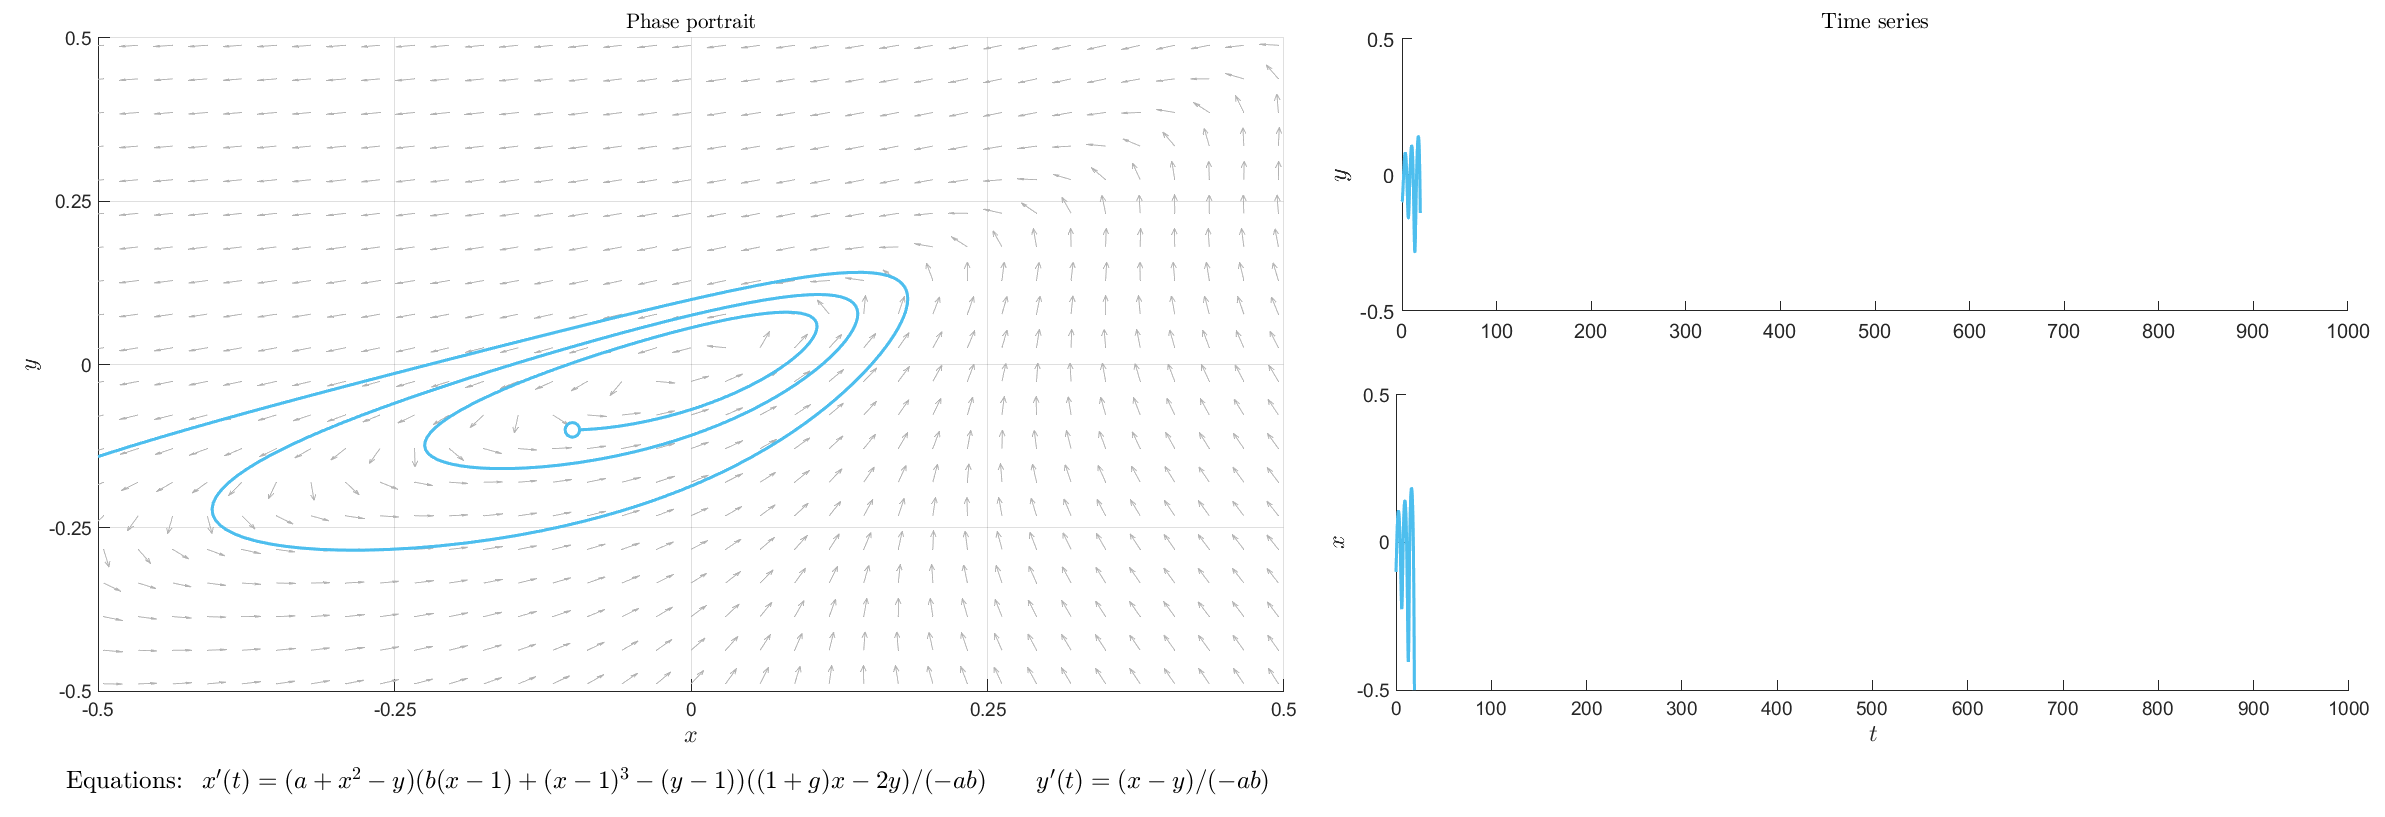 Phase portrait
0.5
0.25
0
-0.25
-0.5
y
-0.5 -0.25 0 0.25 0.5
x
Time series
0.5
0
-0.5
y
0 100 200 300 400 500 600 700 800 900 1000
0.5
0
-0.5
x
0 100 200 300 400 500 600 700 800 900 1000
t
Equations: x′(t) = (a + x² − y)(b(x − 1) + (x − 1)³ − (y − 1))((1 + g)x − 2y)/(−ab) y′(t) = (x − y)/(−ab)